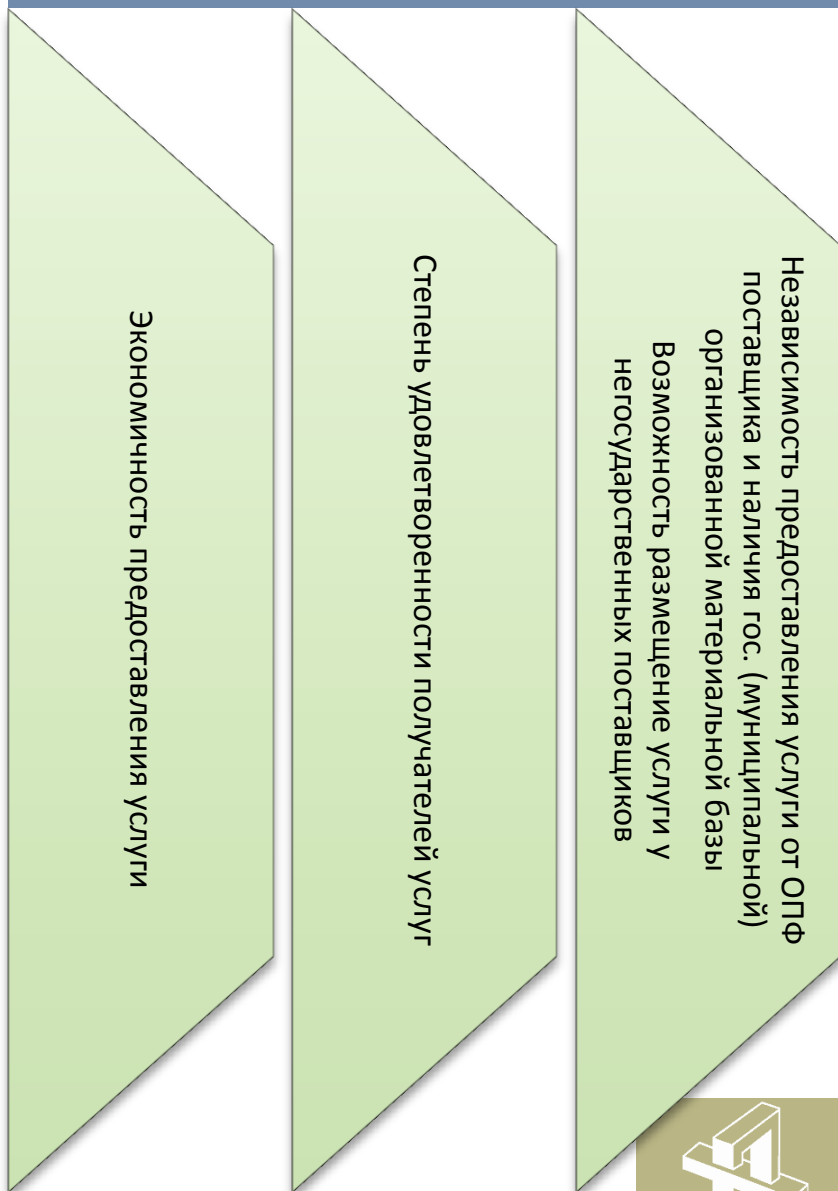 Независимость предоставления услуги от ОПФ
поставщика и наличия гос. (муниципальной)
организованной материальной базы
Возможность размещение услуги у
негосударственных поставщиков
Степень удовлетворенности получателей услуг
Экономичность предоставления услуги